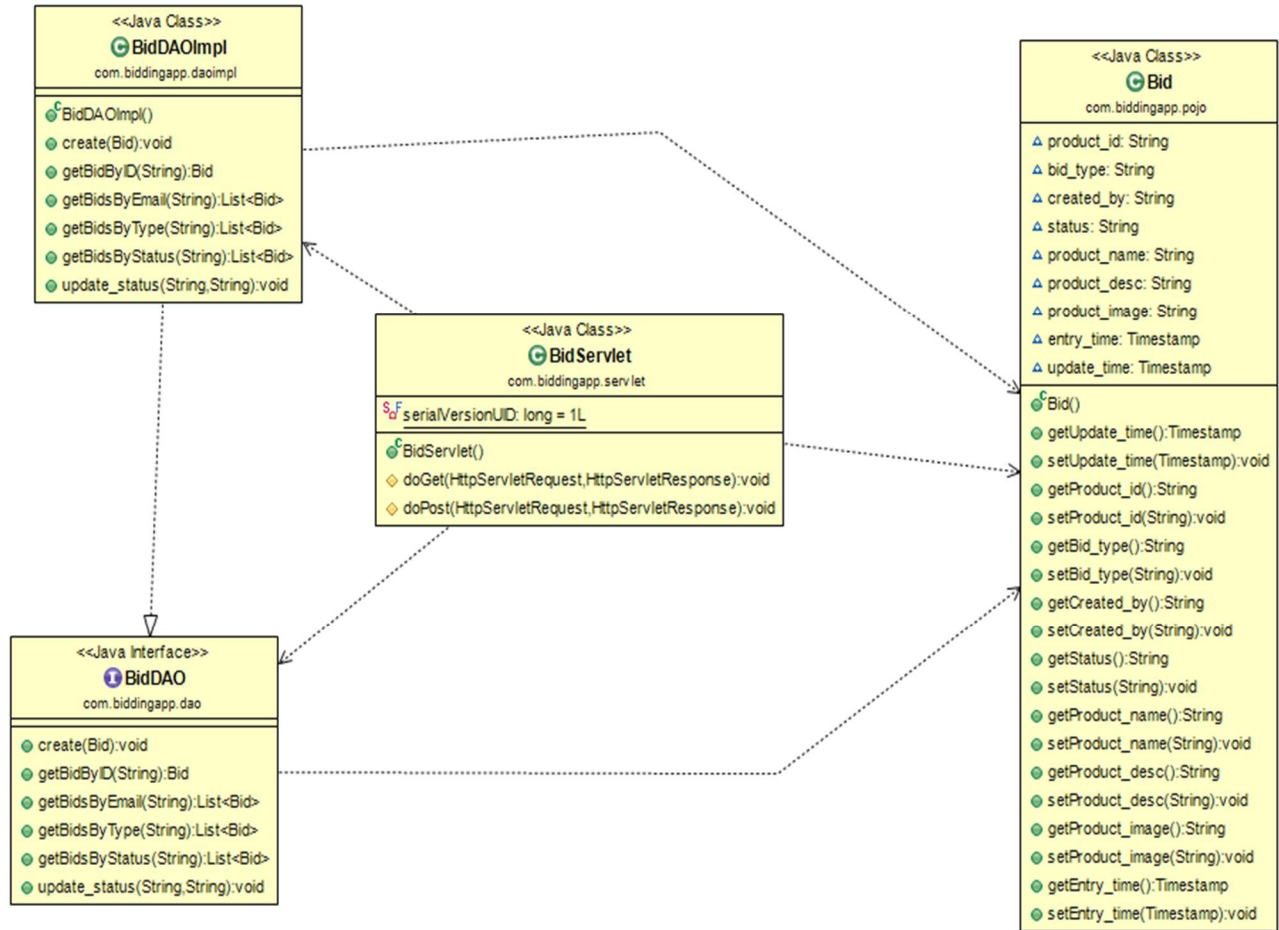 <<Java Class>>
BidDAOImpl
com.biddingapp.daoimpl
BidDAOImpl()
create(Bid):void
getBidByID(String):Bid
getBidsByEmail(String):List<Bid>
getBidsByType(String):List<Bid>
getBidsByStatus(String):List<Bid>
update_status(String,String):void
<<Java Class>>
BidServlet
com.biddingapp.servlet
serialVersionUID: long = 1L
BidServlet()
doGet(HttpServletRequest,HttpServletResponse):void
doPost(HttpServletRequest,HttpServletResponse):void
<<Java Interface>>
BidDAO
com.biddingapp.dao
create(Bid):void
getBidByID(String):Bid
getBidsByEmail(String):List<Bid>
getBidsByType(String):List<Bid>
getBidsByStatus(String):List<Bid>
update_status(String,String):void
<<Java Class>>
Bid
com.biddingapp.pojo
product_id: String
bid_type: String
created_by: String
status: String
product_name: String
product_desc: String
product_image: String
entry_time: Timestamp
update_time: Timestamp
Bid()
getUpdate_time():Timestamp
setUpdate_time(Timestamp):void
getProduct_id():String
setProduct_id(String):void
getBid_type():String
setBid_type(String):void
getCreated_by():String
setCreated_by(String):void
getStatus():String
setStatus(String):void
getProduct_name():String
setProduct_name(String):void
getProduct_desc():String
setProduct_desc(String):void
getProduct_image():String
setProduct_image(String):void
getEntry_time():Timestamp
setEntry_time(Timestamp):void